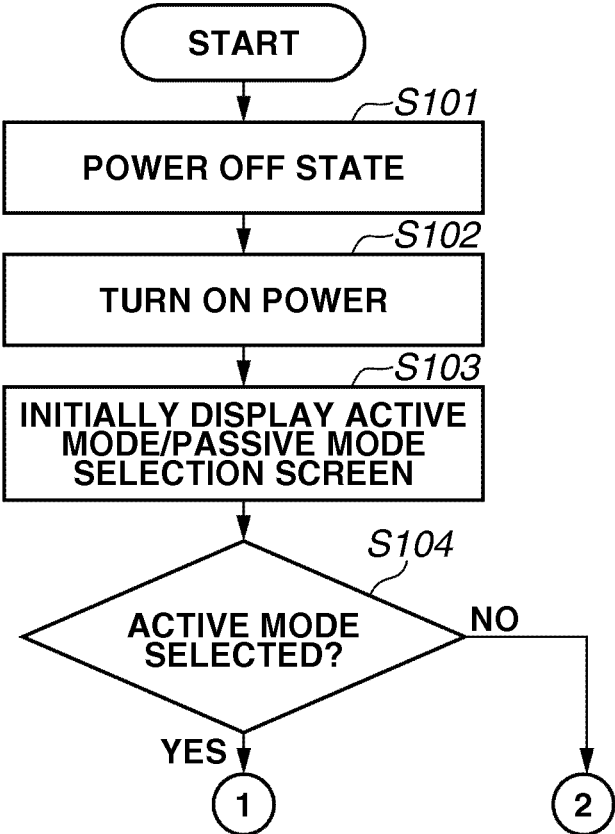 START
S101
POWER OFF STATE
S102
TURN ON POWER
S103
INITIALLY DISPLAY ACTIVE
MODE/PASSIVE MODE
SELECTION SCREEN
S104
ACTIVE MODE
SELECTED?
NO
YES
1
2